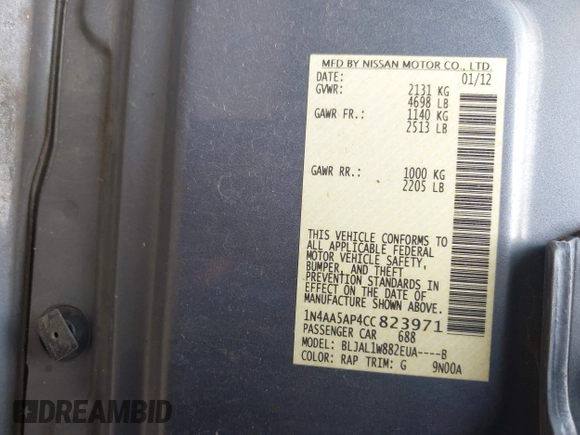 MFD BY NISSAN MOTOR CO., LTD.
DATE: 01/12
GVWR: 2131 KG
4698 LB
GAWR FR.: 1140 KG
2513 LB
GAWR RR.: 1000 KG
2205 LB
THIS VEHICLE CONFORMS TO
ALL APPLICABLE FEDERAL
MOTOR VEHICLE SAFETY,
BUMPER, AND THEFT
PREVENTION STANDARDS IN
EFFECT ON THE DATE OF
MANUFACTURE SHOWN ABOVE.
1N4AA5AP4CC823971
PASSENGER CAR 688
MODEL: BLJAL1W882EUA----B
COLOR: RAP TRIM: G 9N00A
DREAMBID